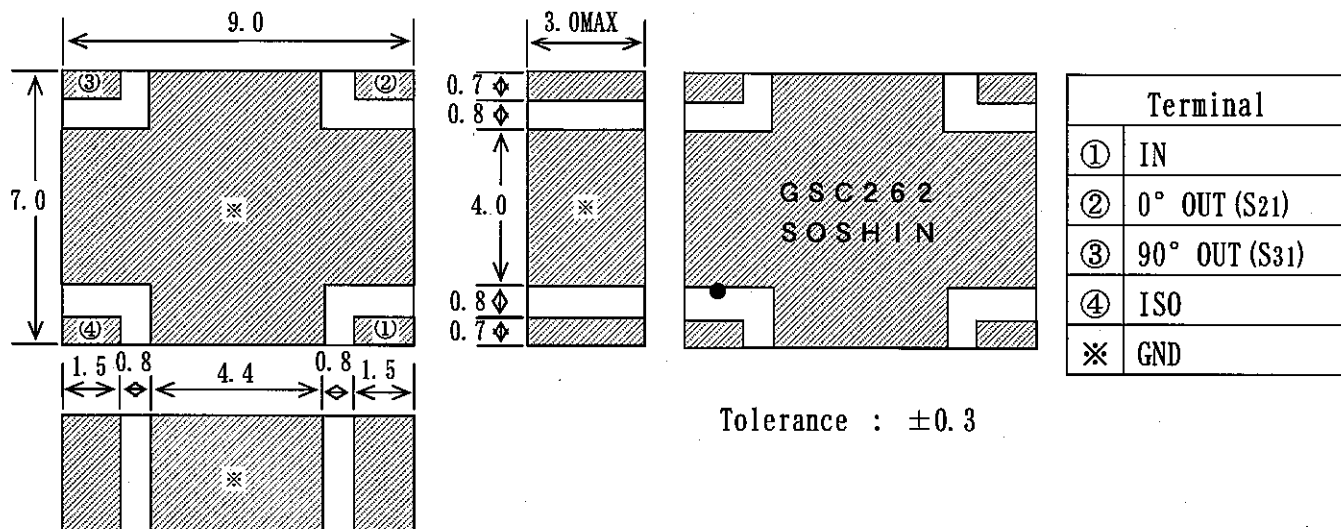 9.0
3.0MAX
③
②
7.0
※
④
①
0.7
0.8
4.0
※
0.8
0.7
GSC262
SOSHIN
Terminal
① IN
② 0° OUT(S21)
③ 90° OUT(S31)
④ ISO
※ GND
1.5 0.8 4.4 0.8 1.5
※
Tolerance : ±0.3